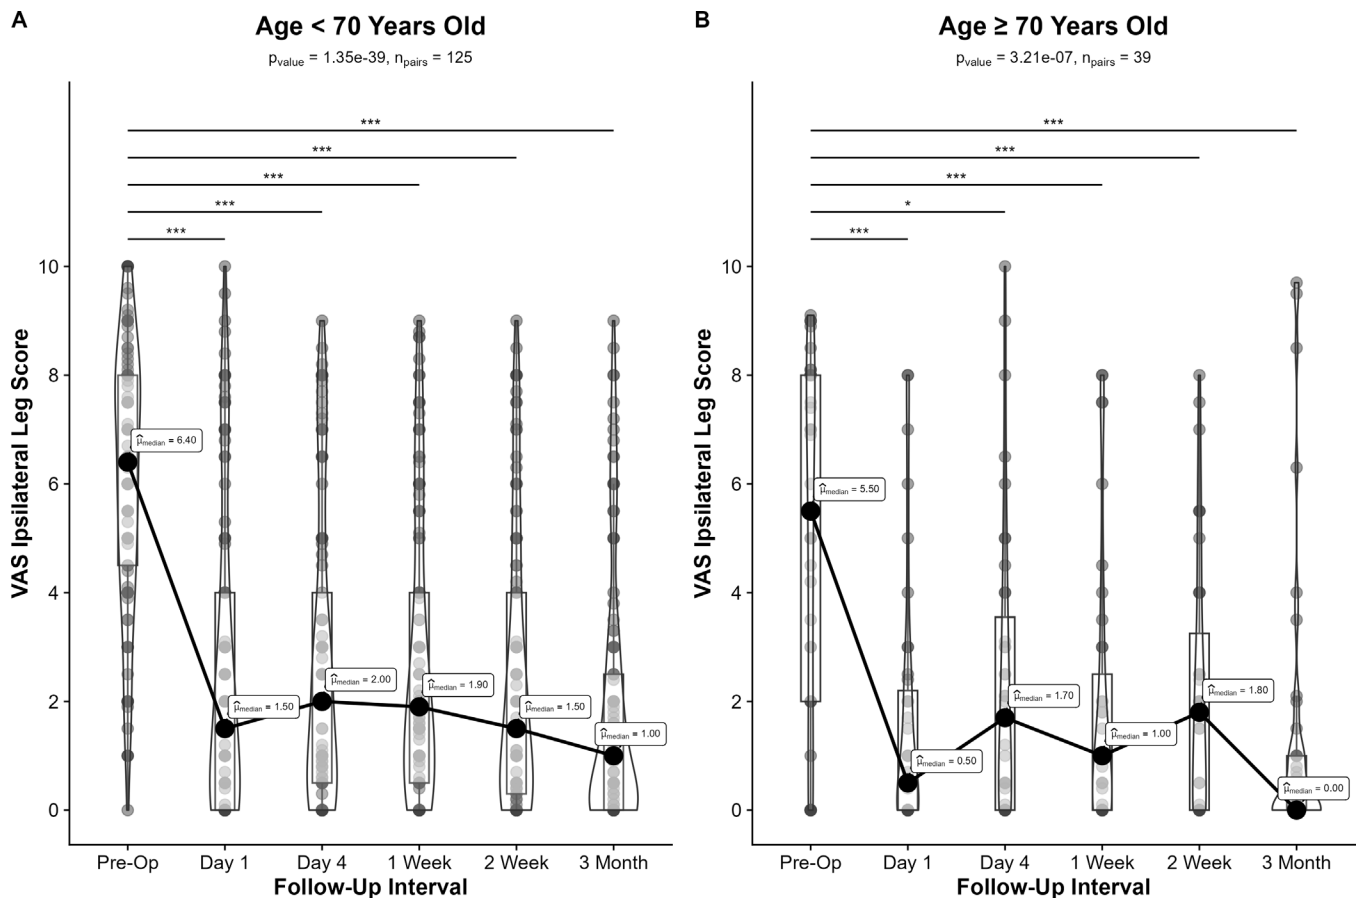 A
Age < 70 Years Old
pvalue = 1.35e-39, npairs = 125
***
***
***
***
***
10
8
6
4
2
0
VAS Ipsilateral Leg Score
μ̂median = 6.40
μ̂median = 1.50
μ̂median = 2.00
μ̂median = 1.90
μ̂median = 1.50
μ̂median = 1.00
Pre-Op Day 1 Day 4 1 Week 2 Week 3 Month
Follow-Up Interval
B
Age ≥ 70 Years Old
pvalue = 3.21e-07, npairs = 39
***
***
***
*
***
10
8
6
4
2
0
VAS Ipsilateral Leg Score
μ̂median = 5.50
μ̂median = 0.50
μ̂median = 1.70
μ̂median = 1.00
μ̂median = 1.80
μ̂median = 0.00
Pre-Op Day 1 Day 4 1 Week 2 Week 3 Month
Follow-Up Interval